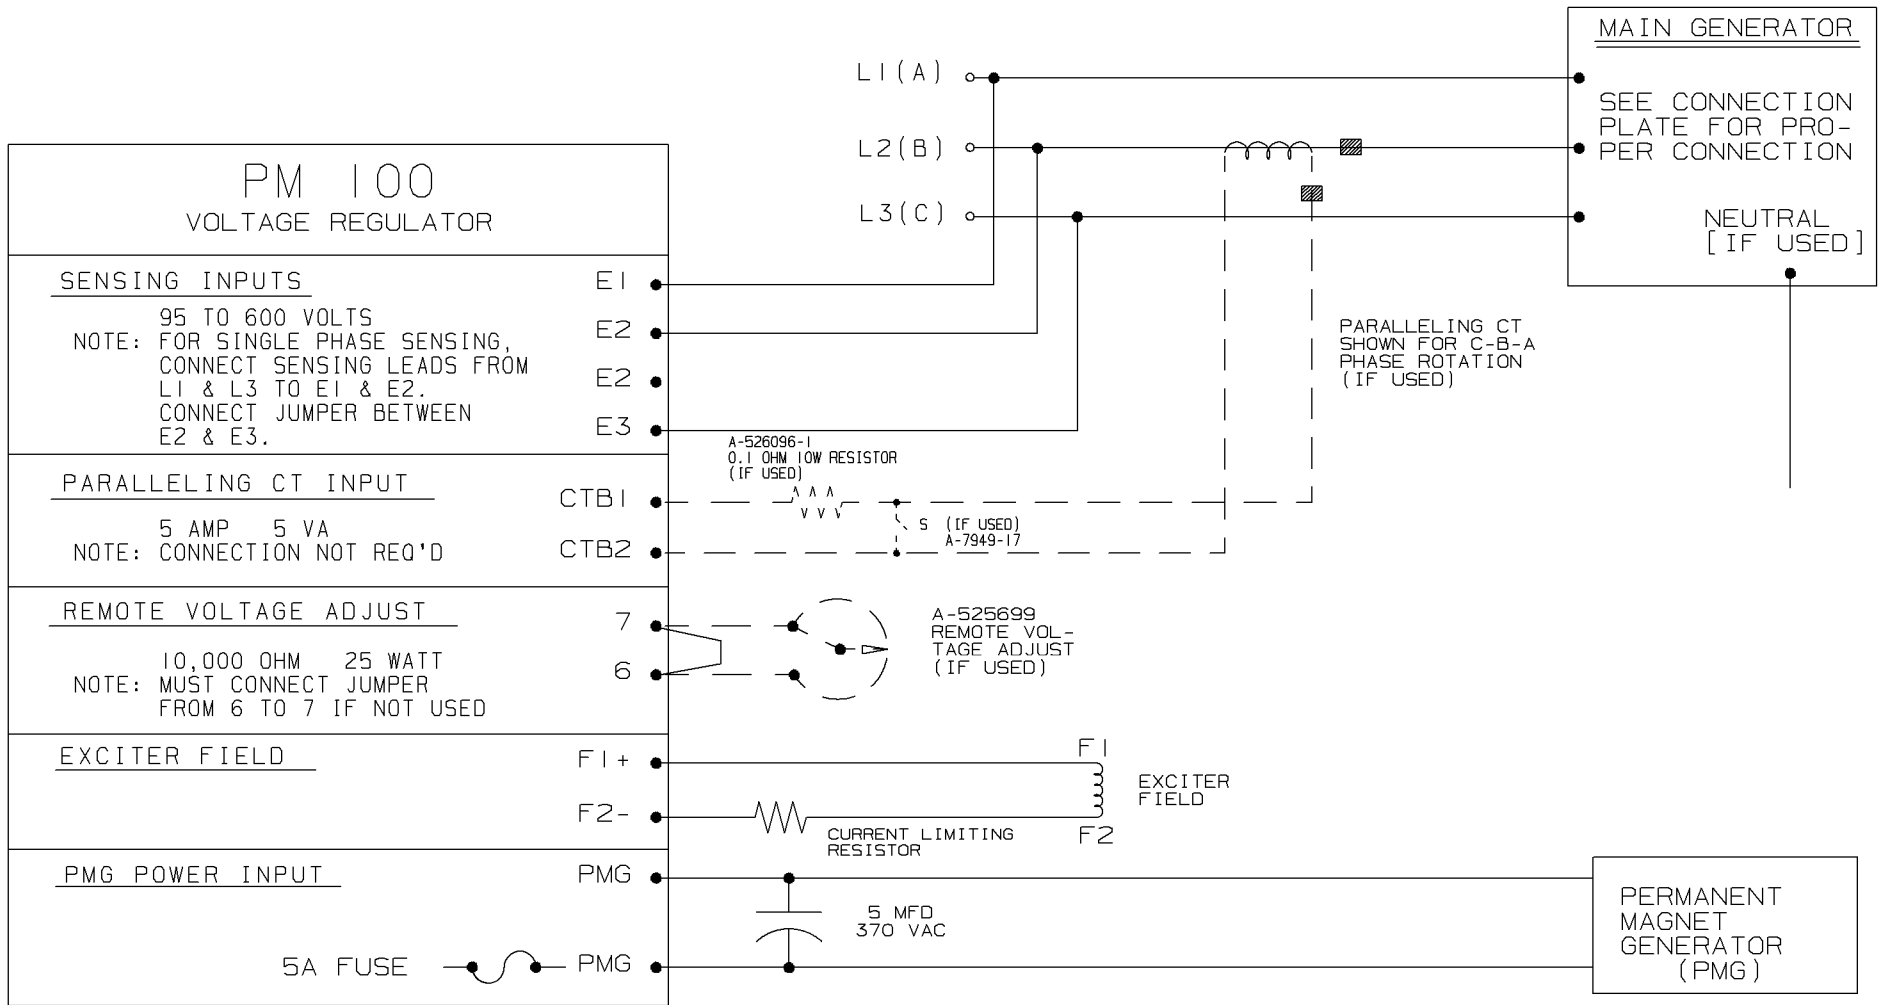 MAIN GENERATOR
SEE CONNECTION
PLATE FOR PRO-
PER CONNECTION
NEUTRAL
[IF USED]
L1(A)
L2(B)
L3(C)
PARALLELING CT
SHOWN FOR C-B-A
PHASE ROTATION
(IF USED)
PM 100
VOLTAGE REGULATOR
SENSING INPUTS
95 TO 600 VOLTS
NOTE: FOR SINGLE PHASE SENSING,
CONNECT SENSING LEADS FROM
L1 & L3 TO E1 & E2.
CONNECT JUMPER BETWEEN
E2 & E3.
E1
E2
E2
E3
A-526096-1
0.1 OHM 10W RESISTOR
(IF USED)
PARALLELING CT INPUT
5 AMP 5 VA
NOTE: CONNECTION NOT REQ'D
CTB1
CTB2
S (IF USED)
A-7949-17
REMOTE VOLTAGE ADJUST
10,000 OHM 25 WATT
NOTE: MUST CONNECT JUMPER
FROM 6 TO 7 IF NOT USED
7
6
A-525699
REMOTE VOL-
TAGE ADJUST
(IF USED)
EXCITER FIELD
F1+
F2-
F1
EXCITER
FIELD
F2
CURRENT LIMITING
RESISTOR
PMG POWER INPUT
PMG
5A FUSE
PMG
5 MFD
370 VAC
PERMANENT
MAGNET
GENERATOR
(PMG)